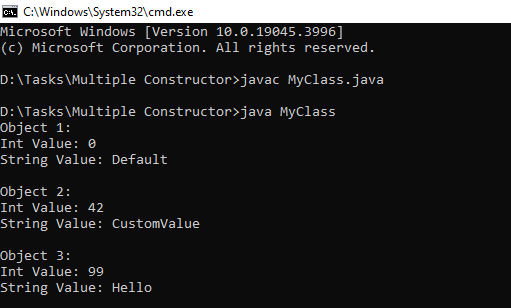 C:\Windows\System32\cmd.exe
Microsoft Windows [Version 10.0.19045.3996]
(c) Microsoft Corporation. All rights reserved.
D:\Tasks\Multiple Constructor>javac MyClass.java
D:\Tasks\Multiple Constructor>java MyClass
Object 1:
Int Value: 0
String Value: Default
Object 2:
Int Value: 42
String Value: CustomValue
Object 3:
Int Value: 99
String Value: Hello